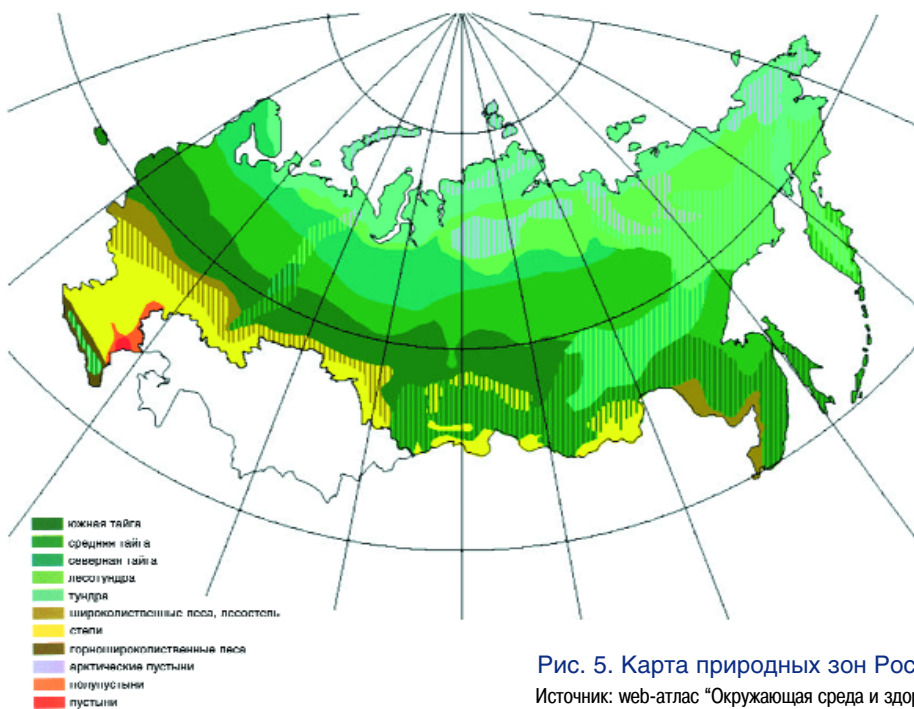 южная тайга
средняя тайга
северная тайга
лесотундра
тундра
широколиственные леса, лесостепь
степи
горношироколиственные леса
арктические пустыни
полупустыни
пустыни
Рис. 5. Карта природных зон Рос
Источник: web-атлас “Окружающая среда и здор